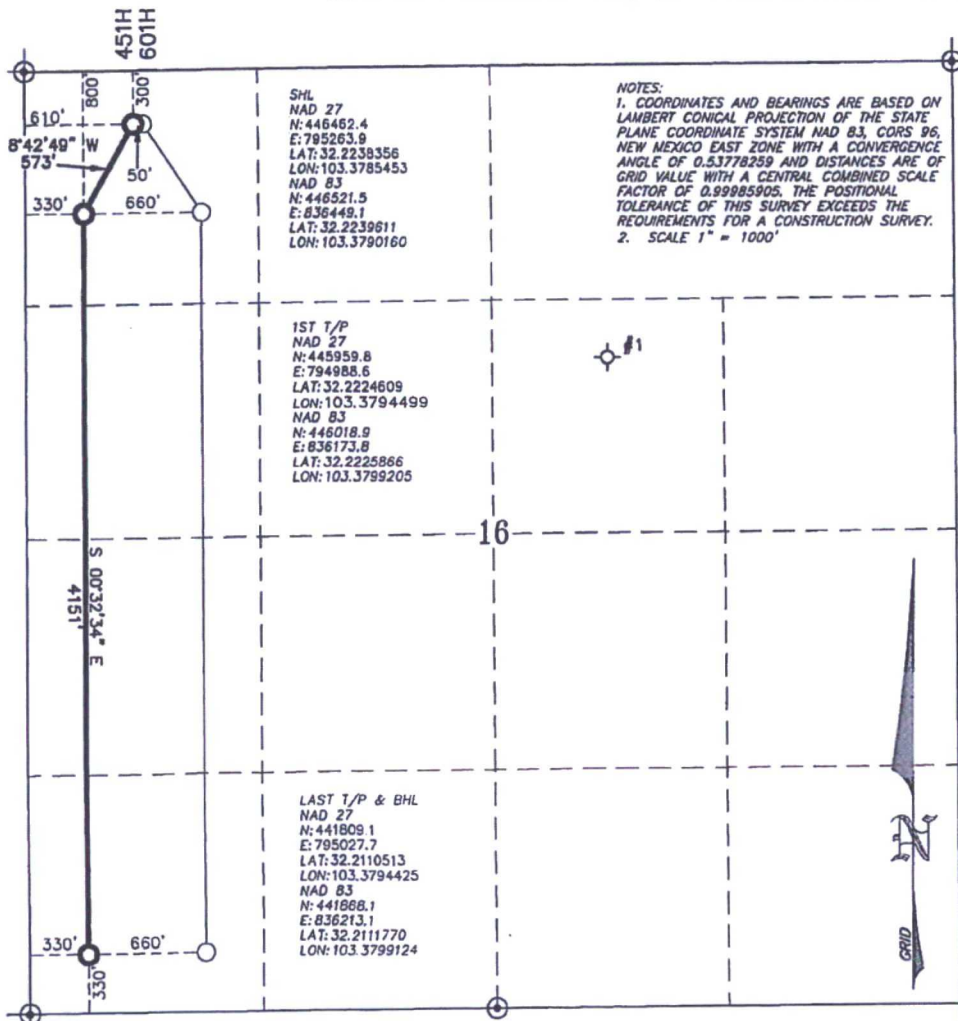 451H
601H
610'
800'
300'
8°42'49" W
573'
50'
330'
660'
SHL
NAD 27
N: 446462.4
E: 795263.9
LAT: 32.2238356
LON: 103.3785453
NAD 83
N: 446521.5
E: 836449.1
LAT: 32.2239611
LON: 103.3790160
NOTES:
1. COORDINATES AND BEARINGS ARE BASED ON
LAMBERT CONICAL PROJECTION OF THE STATE
PLANE COORDINATE SYSTEM NAD 83, CORS 96,
NEW MEXICO EAST ZONE WITH A CONVERGENCE
ANGLE OF 0.53778259 AND DISTANCES ARE OF
GRID VALUE WITH A CENTRAL COMBINED SCALE
FACTOR OF 0.99985905. THE POSITIONAL
TOLERANCE OF THIS SURVEY EXCEEDS THE
REQUIREMENTS FOR A CONSTRUCTION SURVEY.
2. SCALE 1" = 1000'
1ST T/P
NAD 27
N: 445959.8
E: 794988.6
LAT: 32.2224609
LON: 103.3794499
NAD 83
N: 446018.9
E: 836173.8
LAT: 32.2225866
LON: 103.3799205
#1
16
S 00°32'34" E
4151'
LAST T/P & BHL
NAD 27
N: 441809.1
E: 795027.7
LAT: 32.2110513
LON: 103.3794425
NAD 83
N: 441868.1
E: 836213.1
LAT: 32.2111770
LON: 103.3799124
330'
660'
330'
N
GRID